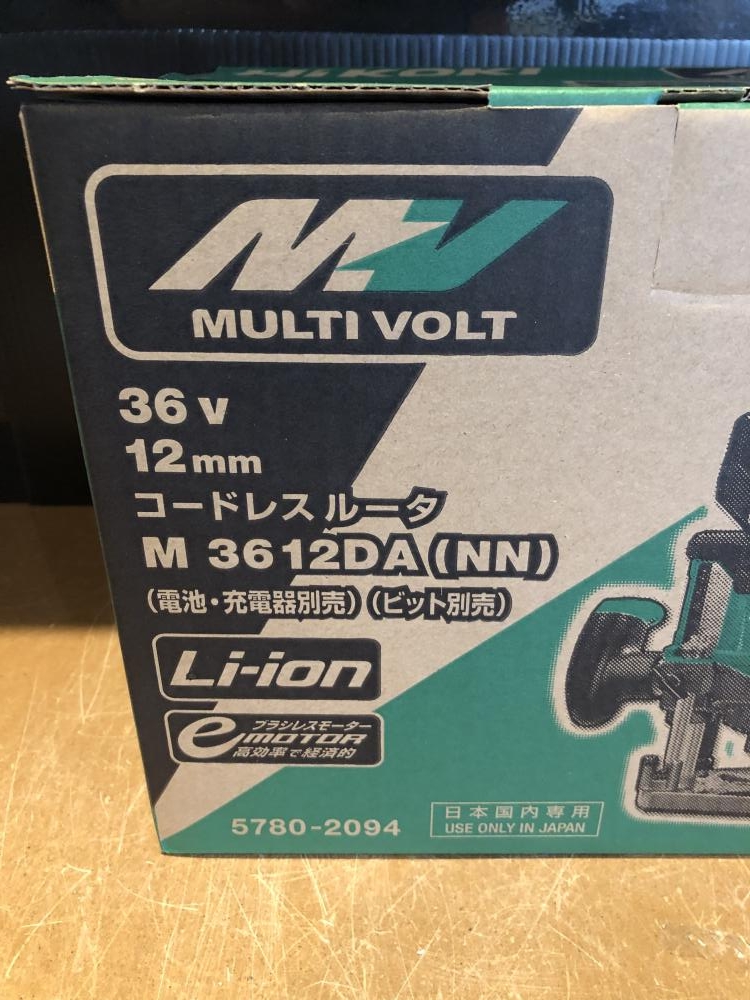 HiKOKI
MV
MULTI VOLT
36 V
12mm
コードレス ルータ
M 3612DA(NN)
(電池・充電器別売)(ビット別売)
Li-ion
ブラシレスモーター
eMOTOR
高効率で経済的
5780-2094
日本国内専用
USE ONLY IN JAPAN